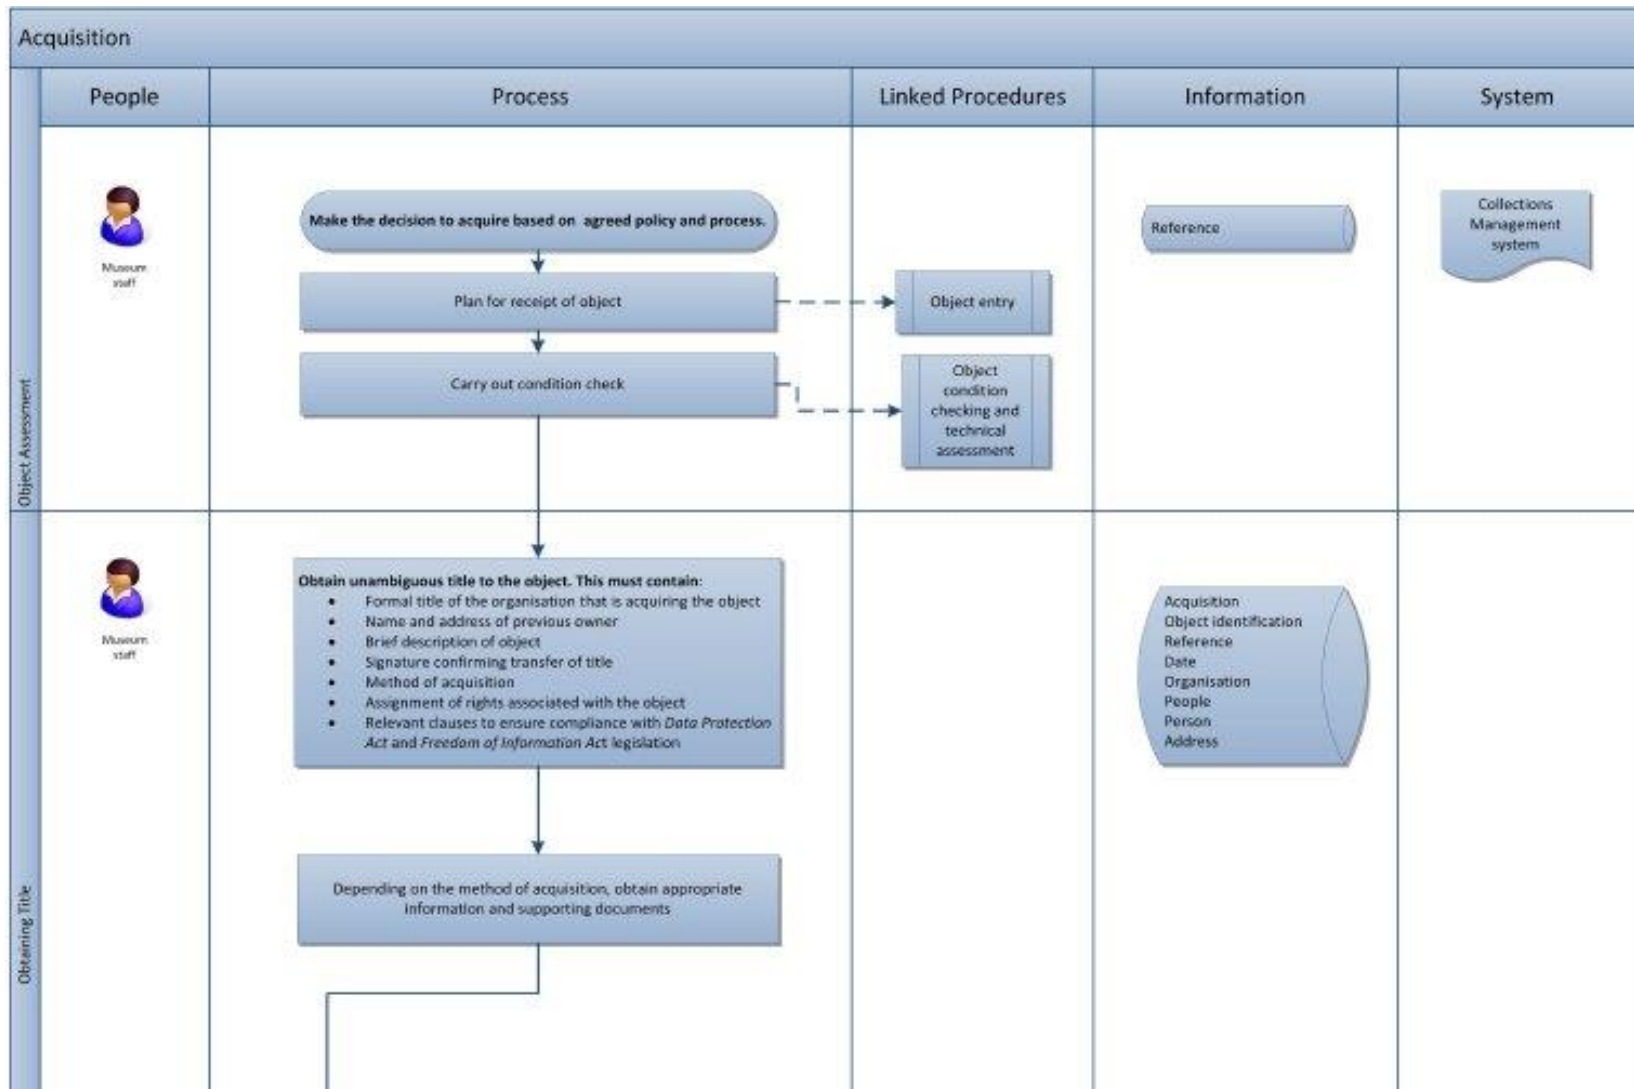 Acquisition
People
Process
Linked Procedures
Information
System
Object Assessment
Museum
staff
Make the decision to acquire based on agreed policy and process.
Plan for receipt of object
Carry out condition check
Object entry
Object
condition
checking and
technical
assessment
Reference
Collections
Management
system
Obtaining Title
Museum
staff
Obtain unambiguous title to the object. This must contain:
• Formal title of the organisation that is acquiring the object
• Name and address of previous owner
• Brief description of object
• Signature confirming transfer of title
• Method of acquisition
• Assignment of rights associated with the object
• Relevant clauses to ensure compliance with Data Protection
Act and Freedom of Information Act legislation
Depending on the method of acquisition, obtain appropriate
information and supporting documents
Acquisition
Object identification
Reference
Date
Organisation
People
Person
Address